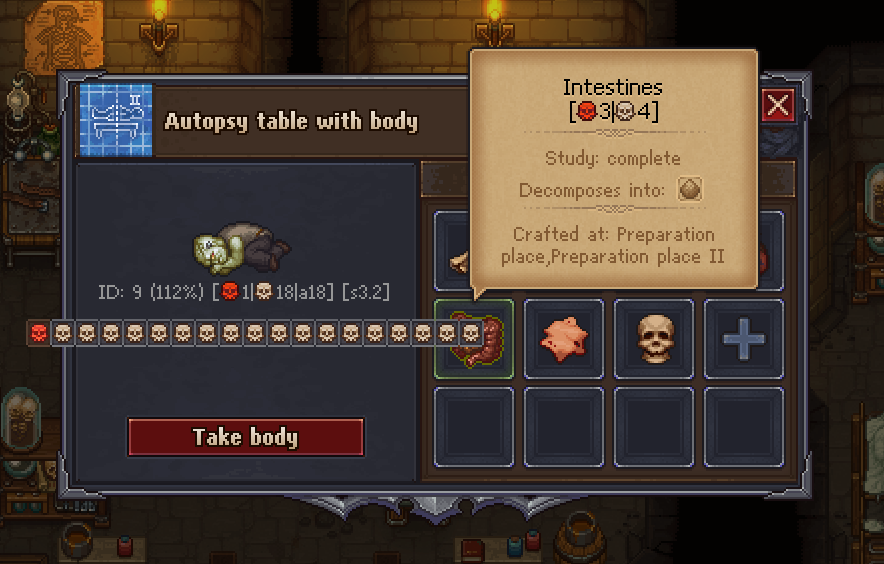 II
Autopsy table with body
Intestines
[3|4]
Study: complete
Decomposes into:
Crafted at: Preparation
place,Preparation place II
ID: 9 (112%) [1|18|a18] [s3.2]
Take body